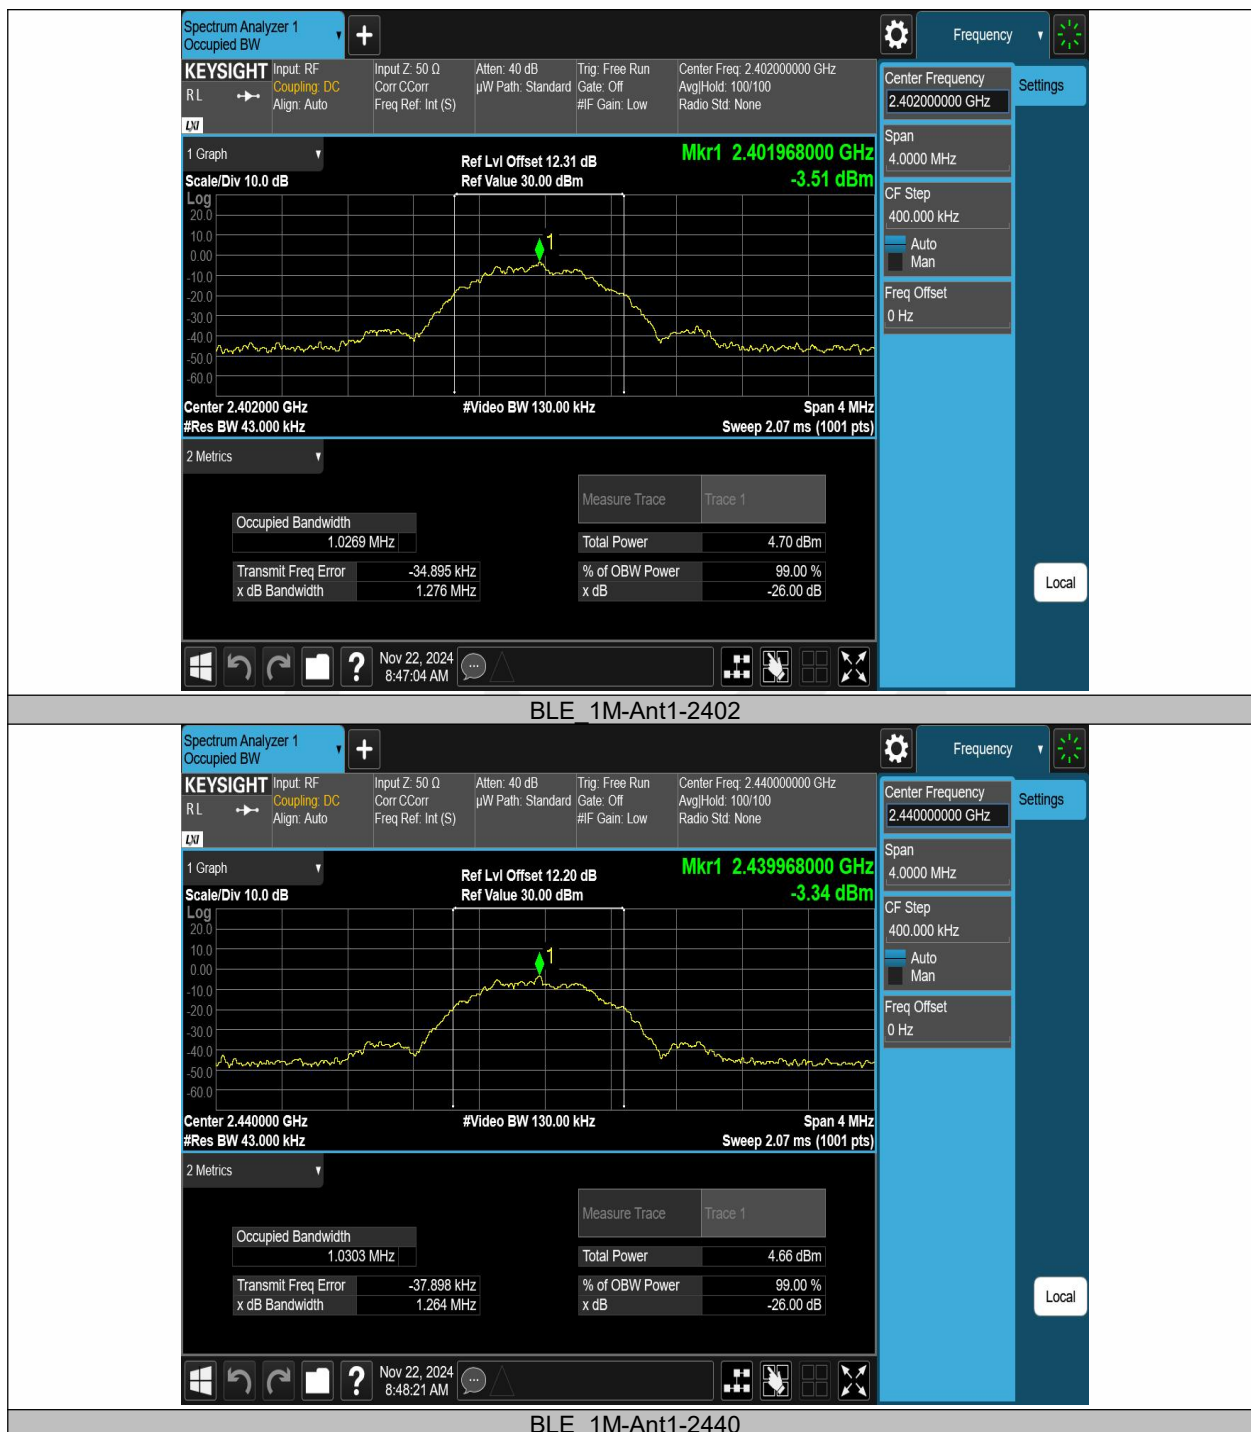 Spectrum Analyzer 1
Occupied BW
Frequency
KEYSIGHT
RL
LXI
Input: RF
Coupling: DC
Align: Auto
Input Z: 50 Ω
Corr CCorr
Freq Ref: Int (S)
Atten: 40 dB
µW Path: Standard
Trig: Free Run
Gate: Off
#IF Gain: Low
Center Freq: 2.402000000 GHz
Avg|Hold: 100/100
Radio Std: None
Center Frequency
2.402000000 GHz
Settings
Span
4.0000 MHz
CF Step
400.000 kHz
Auto
Man
Freq Offset
0 Hz
Local
1 Graph
Scale/Div 10.0 dB
Log
Ref Lvl Offset 12.31 dB
Ref Value 30.00 dBm
Mkr1 2.401968000 GHz
-3.51 dBm
1
20.0
10.0
0.00
-10.0
-20.0
-30.0
-40.0
-50.0
-60.0
Center 2.402000 GHz
#Res BW 43.000 kHz
#Video BW 130.00 kHz
Span 4 MHz
Sweep 2.07 ms (1001 pts)
2 Metrics
Measure Trace Trace 1
Occupied Bandwidth
1.0269 MHz
Total Power 4.70 dBm
Transmit Freq Error -34.895 kHz
% of OBW Power 99.00 %
x dB Bandwidth 1.276 MHz
x dB -26.00 dB
?
Nov 22, 2024
8:47:04 AM
BLE_1M-Ant1-2402
Spectrum Analyzer 1
Occupied BW
Frequency
KEYSIGHT
RL
LXI
Input: RF
Coupling: DC
Align: Auto
Input Z: 50 Ω
Corr CCorr
Freq Ref: Int (S)
Atten: 40 dB
µW Path: Standard
Trig: Free Run
Gate: Off
#IF Gain: Low
Center Freq: 2.440000000 GHz
Avg|Hold: 100/100
Radio Std: None
Center Frequency
2.440000000 GHz
Settings
Span
4.0000 MHz
CF Step
400.000 kHz
Auto
Man
Freq Offset
0 Hz
Local
1 Graph
Scale/Div 10.0 dB
Log
Ref Lvl Offset 12.20 dB
Ref Value 30.00 dBm
Mkr1 2.439968000 GHz
-3.34 dBm
1
20.0
10.0
0.00
-10.0
-20.0
-30.0
-40.0
-50.0
-60.0
Center 2.440000 GHz
#Res BW 43.000 kHz
#Video BW 130.00 kHz
Span 4 MHz
Sweep 2.07 ms (1001 pts)
2 Metrics
Measure Trace Trace 1
Occupied Bandwidth
1.0303 MHz
Total Power 4.66 dBm
Transmit Freq Error -37.898 kHz
% of OBW Power 99.00 %
x dB Bandwidth 1.264 MHz
x dB -26.00 dB
?
Nov 22, 2024
8:48:21 AM
BLE_1M-Ant1-2440